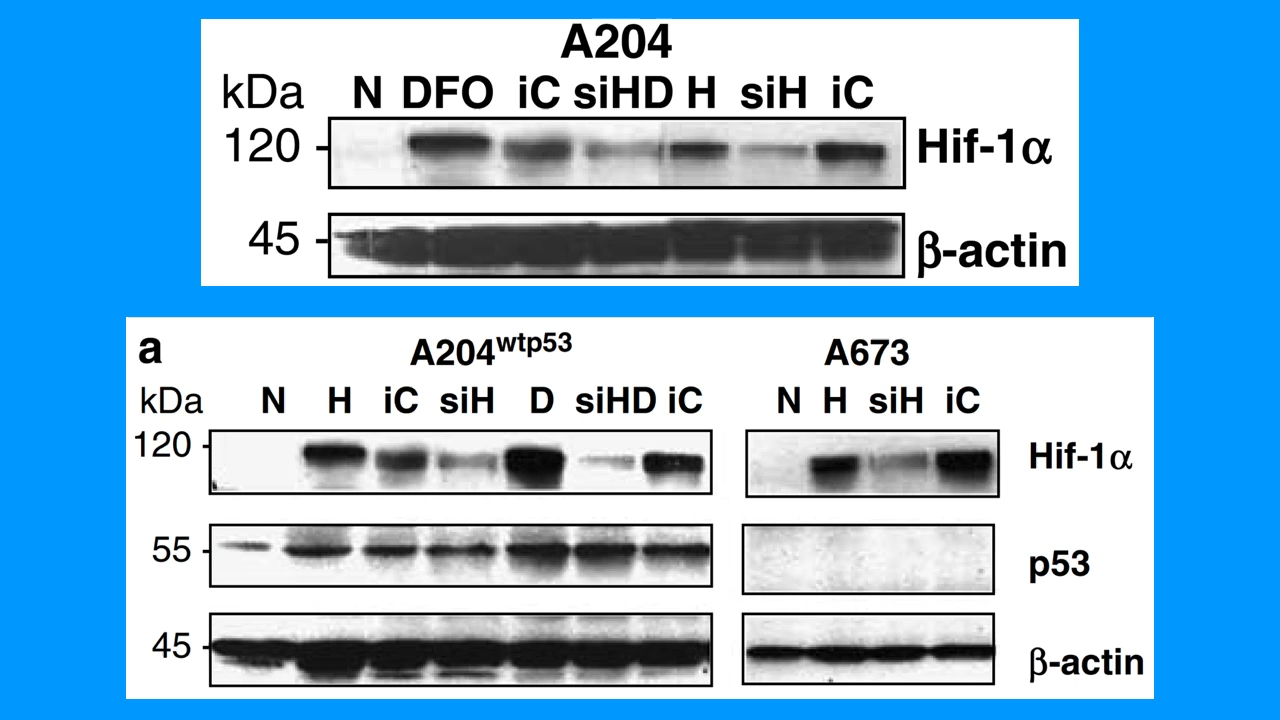 A204
kDa N DFO iC siHD H siH iC
120 Hif-1α
45 β-actin
a A204wtp53 A673
kDa N H iC siH D siHD iC N H siH iC
120 Hif-1α
55 p53
45 β-actin